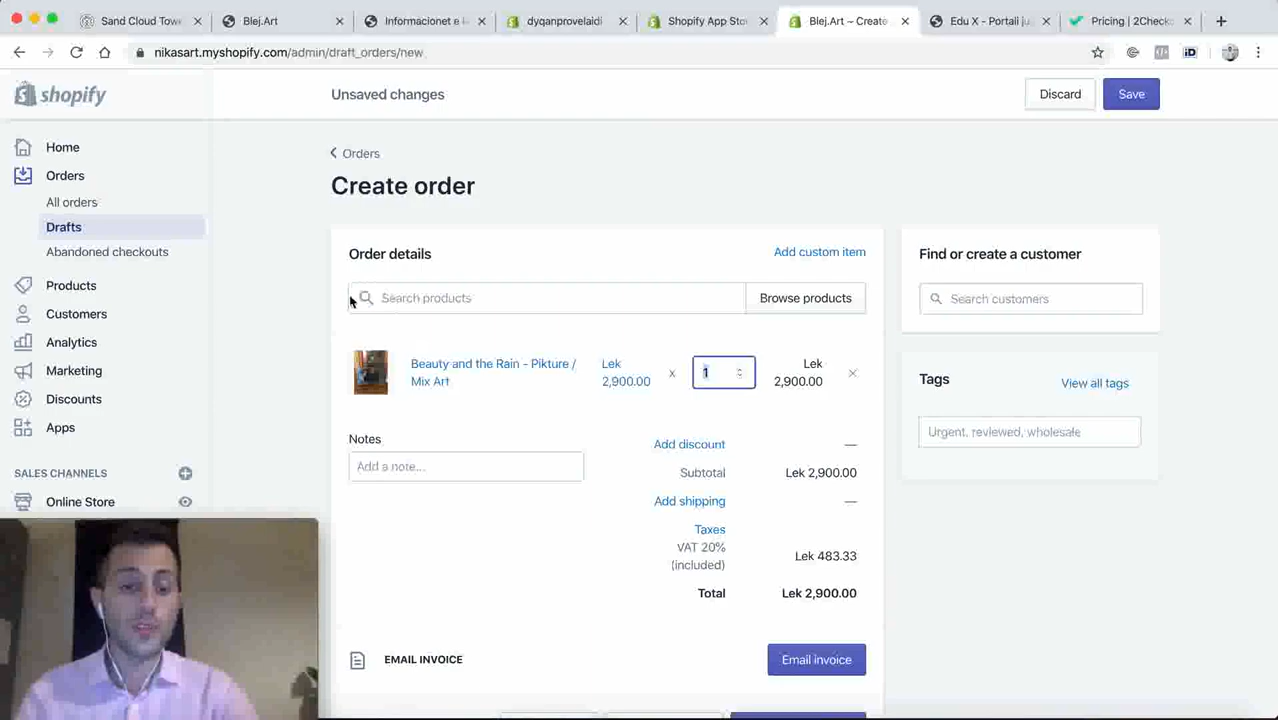 Sand Cloud Towe
Blej.Art
Informacionet e l
dyqanprovelaidi
Shopify App Sto
Blej.Art ~ Create
Edu X - Portali ju
Pricing | 2Check
nikasart.myshopify.com/admin/draft_orders/new
iD
shopify
Unsaved changes
Discard
Save
Home
Orders
All orders
Drafts
Abandoned checkouts
Products
Customers
Analytics
Marketing
Discounts
Apps
SALES CHANNELS
Online Store
Orders
Create order
Order details
Add custom item
Search products
Browse products
Beauty and the Rain - Pikture /
Mix Art
Lek
2,900.00
x
1
Lek
2,900.00
Notes
Add a note...
Add discount
—
Subtotal
Lek 2,900.00
Add shipping
—
Taxes
VAT 20%
(included)
Lek 483.33
Total
Lek 2,900.00
EMAIL INVOICE
Email invoice
Find or create a customer
Search customers
Tags
View all tags
Urgent, reviewed, wholesale